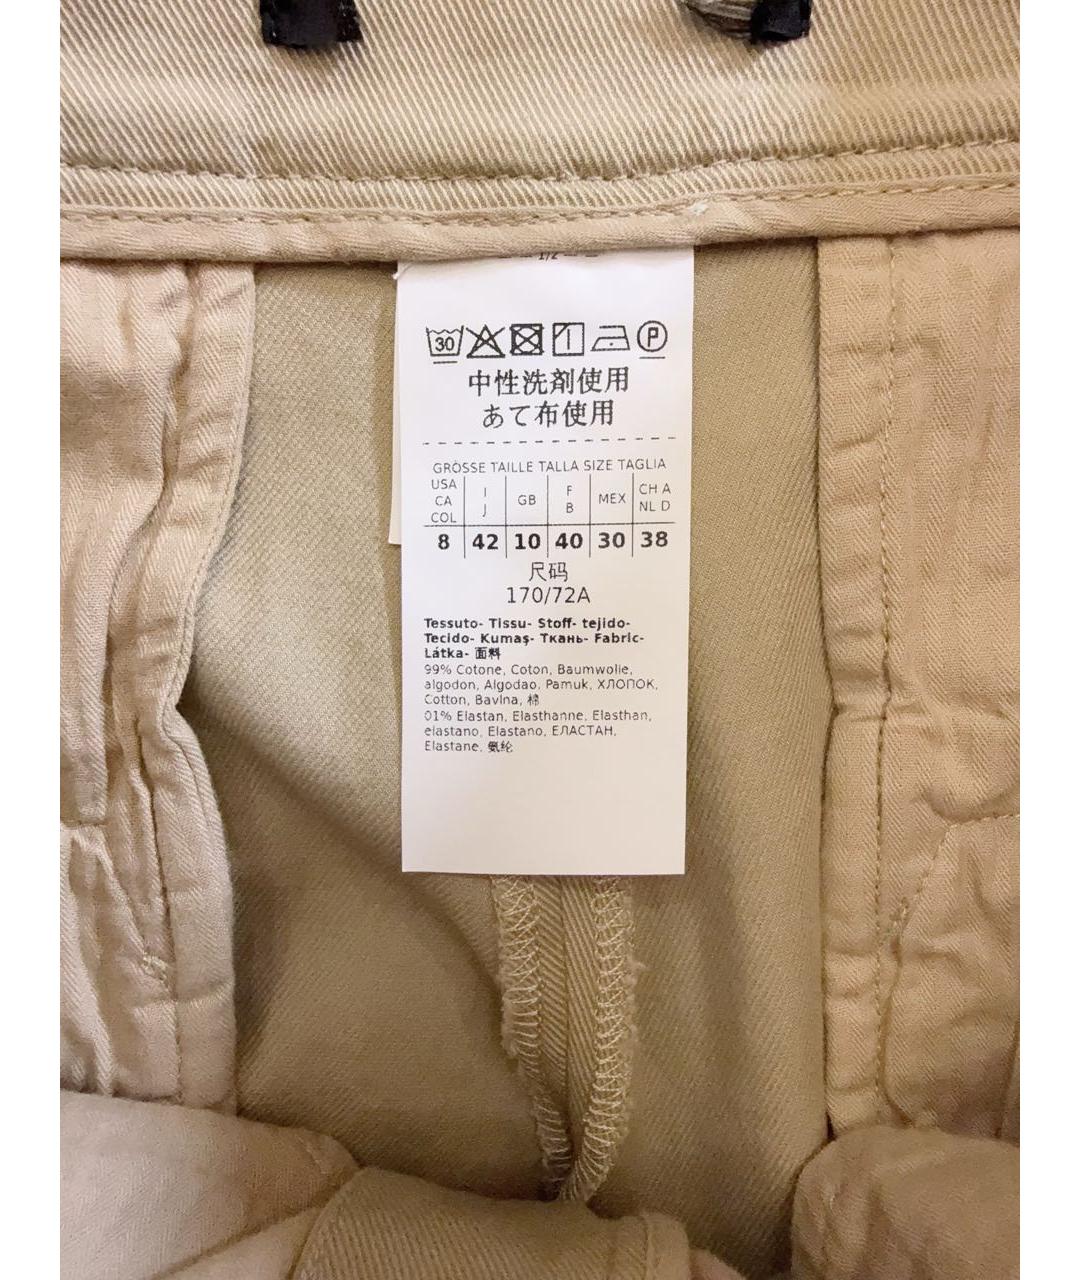 1/2
30 P
中性洗剤使用
あて布使用
GRÖSSE TAILLE TALLA SIZE TAGLIA
USA CA COL I J GB F B MEX CH A NL D
8 42 10 40 30 38
尺码
170/72A
Tessuto- Tissu- Stoff- tejido-
Tecido- Kumaş- Ткань- Fabric-
Látka- 面料
99% Cotone, Coton, Baumwolle,
algodon, Algodao, Pamuk, ХЛОПОК,
Cotton, Bavlna, 棉
01% Elastan, Elasthanne, Elasthan,
elastano, Elastano, ЕЛАСТАН,
Elastane, 氨纶